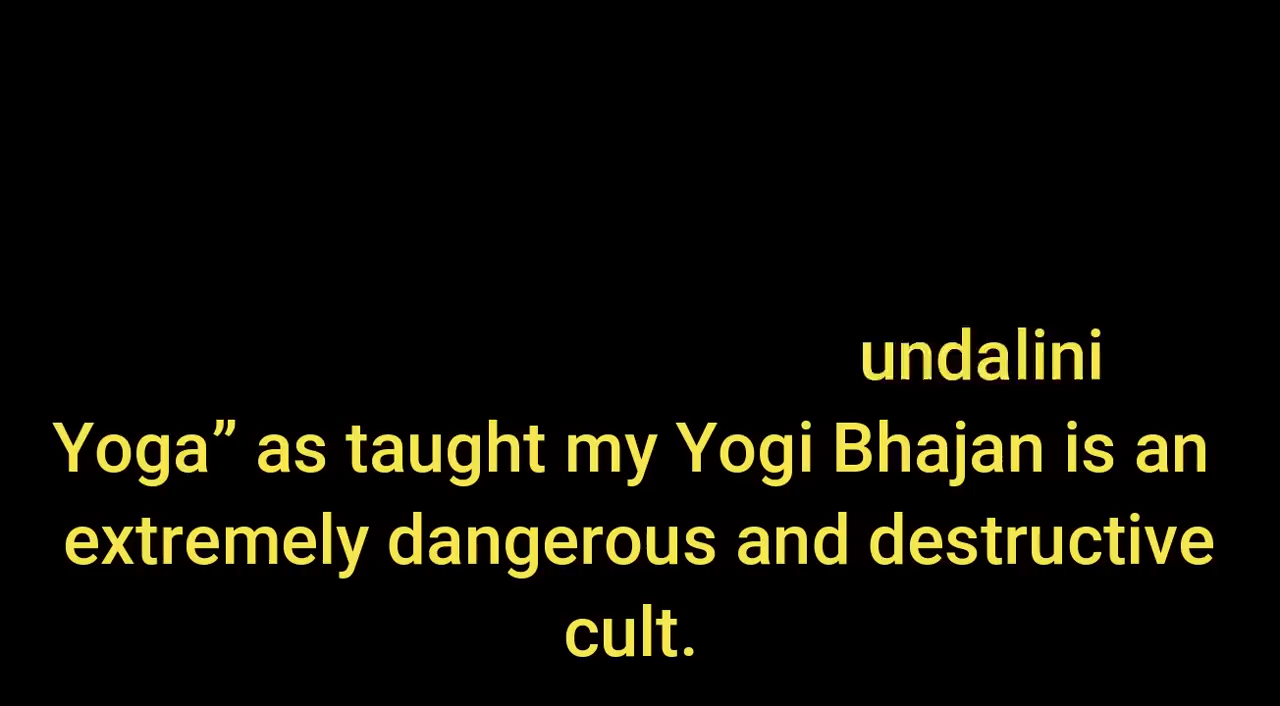 undalini
Yoga” as taught my Yogi Bhajan is an
extremely dangerous and destructive
cult.